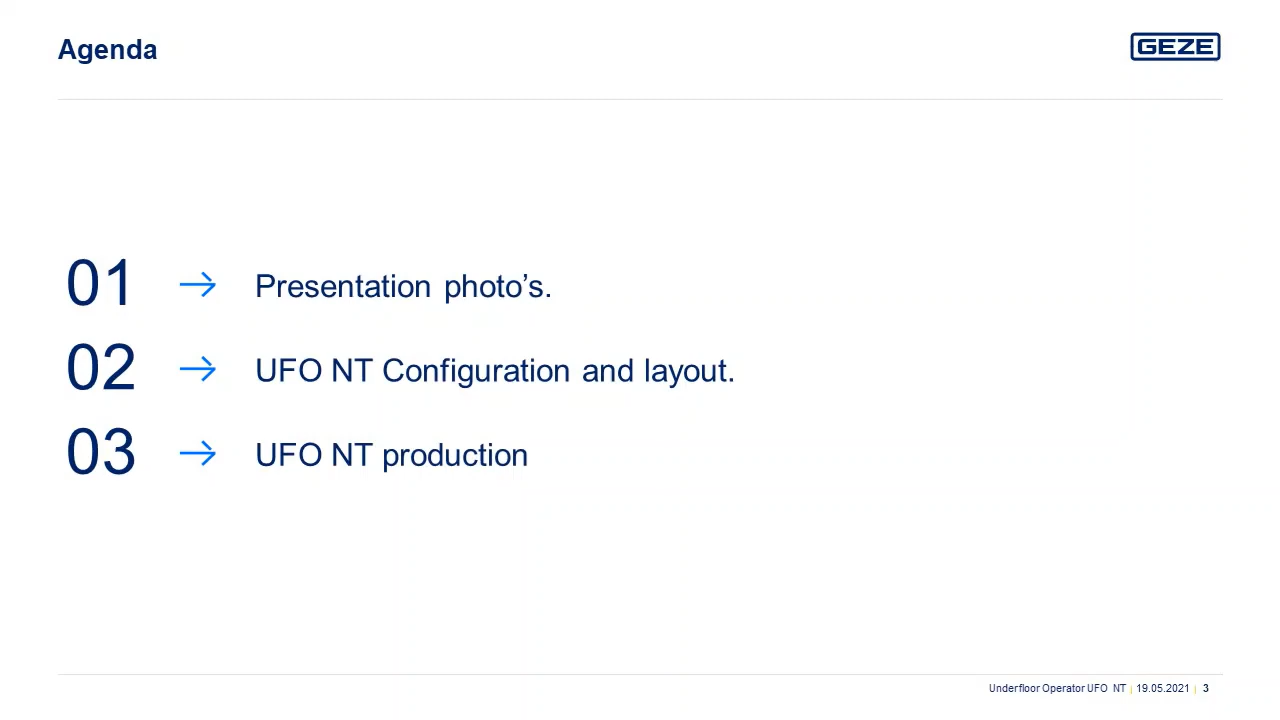 Agenda
GEZE
01 → Presentation photo’s.
02 → UFO NT Configuration and layout.
03 → UFO NT production
Underfloor Operator UFO NT | 19.05.2021 | 3